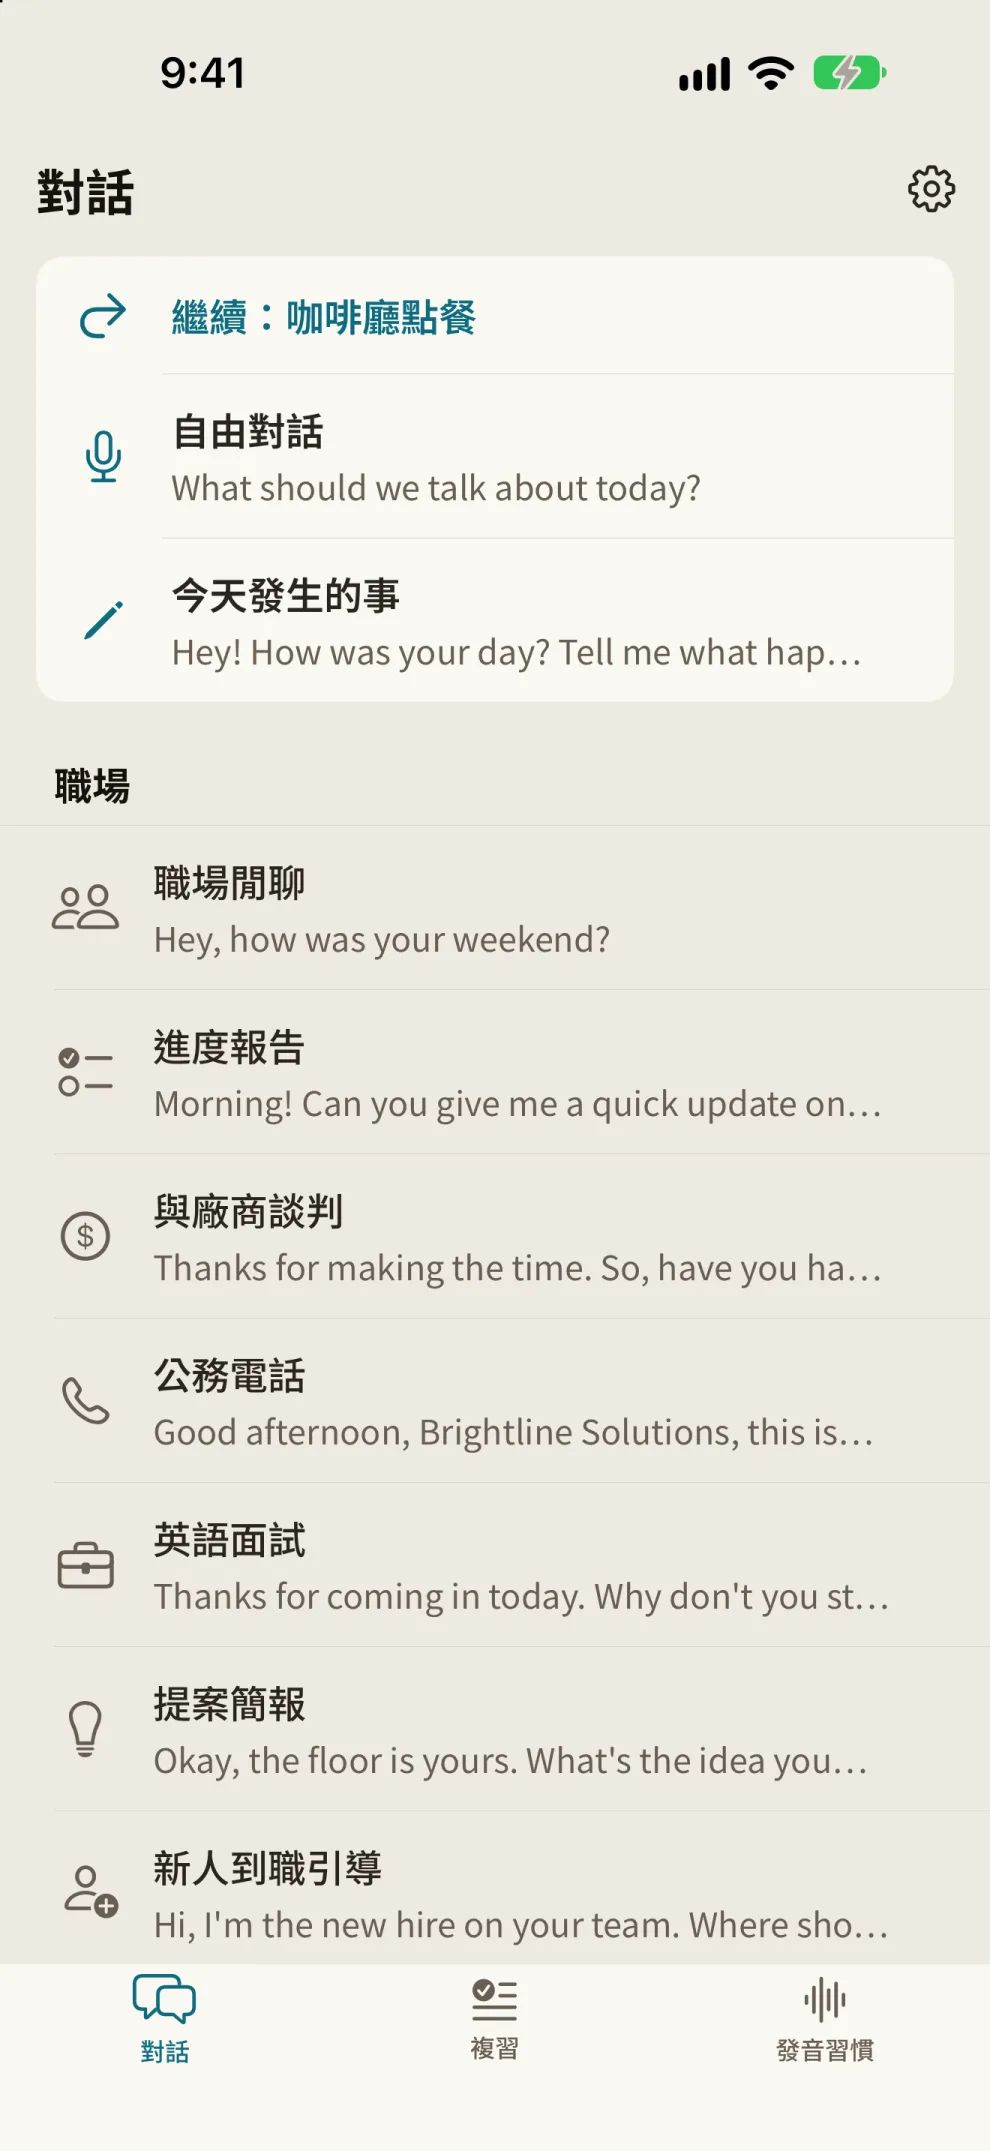 9:41
對話
繼續：咖啡廳點餐
自由對話
What should we talk about today?
今天發生的事
Hey! How was your day? Tell me what hap…
職場
職場閒聊
Hey, how was your weekend?
進度報告
Morning! Can you give me a quick update on…
與廠商談判
Thanks for making the time. So, have you ha…
公務電話
Good afternoon, Brightline Solutions, this is…
英語面試
Thanks for coming in today. Why don't you st…
提案簡報
Okay, the floor is yours. What's the idea you…
新人到職引導
Hi, I'm the new hire on your team. Where sho…
對話
複習
發音習慣